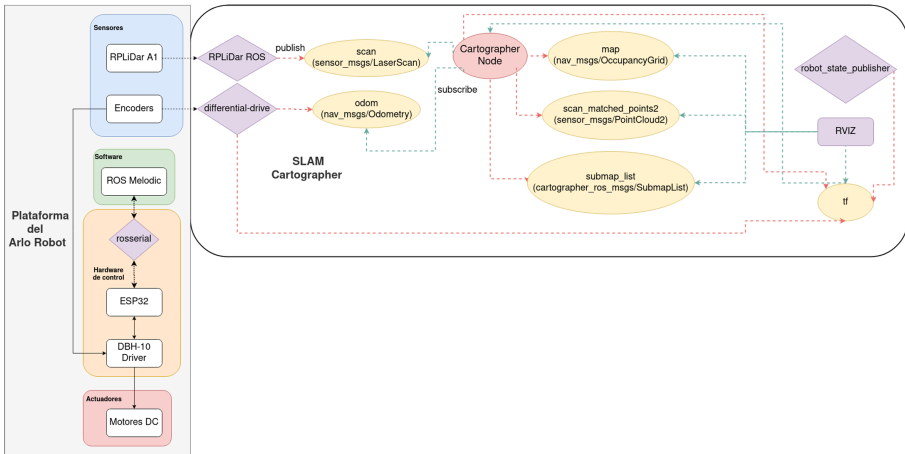 Sensores
RPLiDar A1
Encoders
Software
ROS Melodic
Plataforma
del
Arlo Robot
rosserial
Hardware
de control
ESP32
DBH-10
Driver
Actuadores
Motores DC
RPLiDar ROS
publish
differential-drive
scan
(sensor_msgs/LaserScan)
odom
(nav_msgs/Odometry)
subscribe
SLAM
Cartographer
Cartographer
Node
map
(nav_msgs/OccupancyGrid)
scan_matched_points2
(sensor_msgs/PointCloud2)
submap_list
(cartographer_ros_msgs/SubmapList)
robot_state_publisher
RVIZ
tf